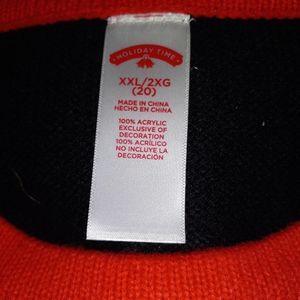 HOLIDAY TIME
XXL/2XG
(20)
MADE IN CHINA
HECHO EN CHINA
100% ACRYLIC
EXCLUSIVE OF
DECORATION
100% ACRÍLICO
NO INCLUYE LA
DECORACIÓN